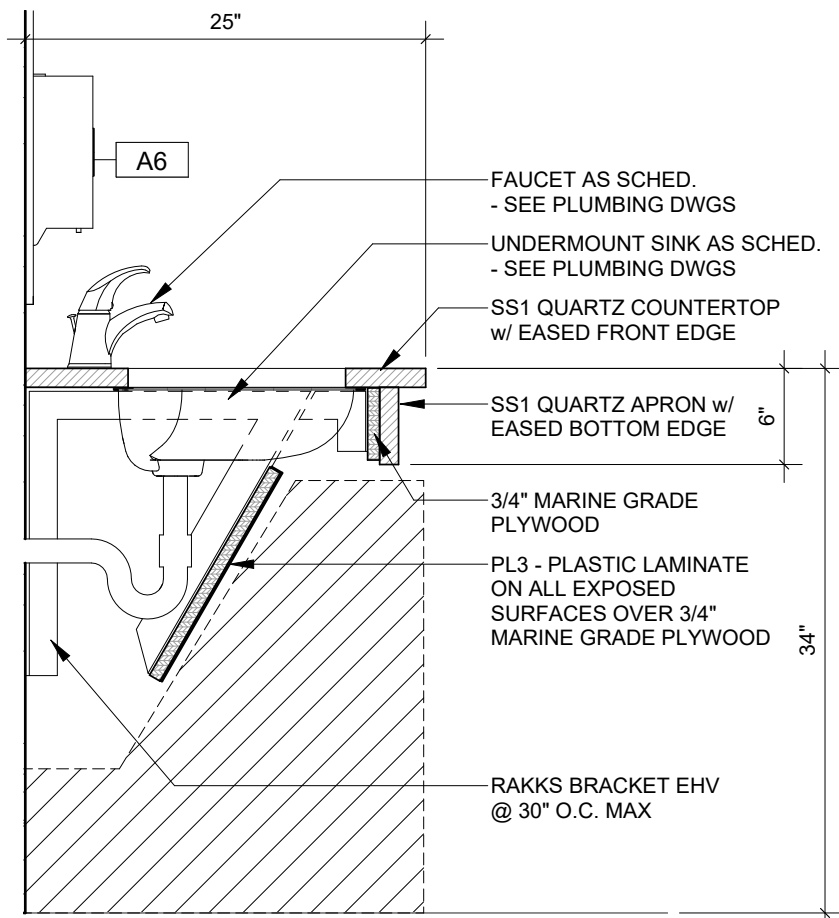 25"
A6
FAUCET AS SCHED.
- SEE PLUMBING DWGS
UNDERMOUNT SINK AS SCHED.
- SEE PLUMBING DWGS
SS1 QUARTZ COUNTERTOP
w/ EASED FRONT EDGE
SS1 QUARTZ APRON w/
EASED BOTTOM EDGE
6"
3/4" MARINE GRADE
PLYWOOD
PL3 - PLASTIC LAMINATE
ON ALL EXPOSED
SURFACES OVER 3/4"
MARINE GRADE PLYWOOD
34"
RAKKS BRACKET EHV
@ 30" O.C. MAX